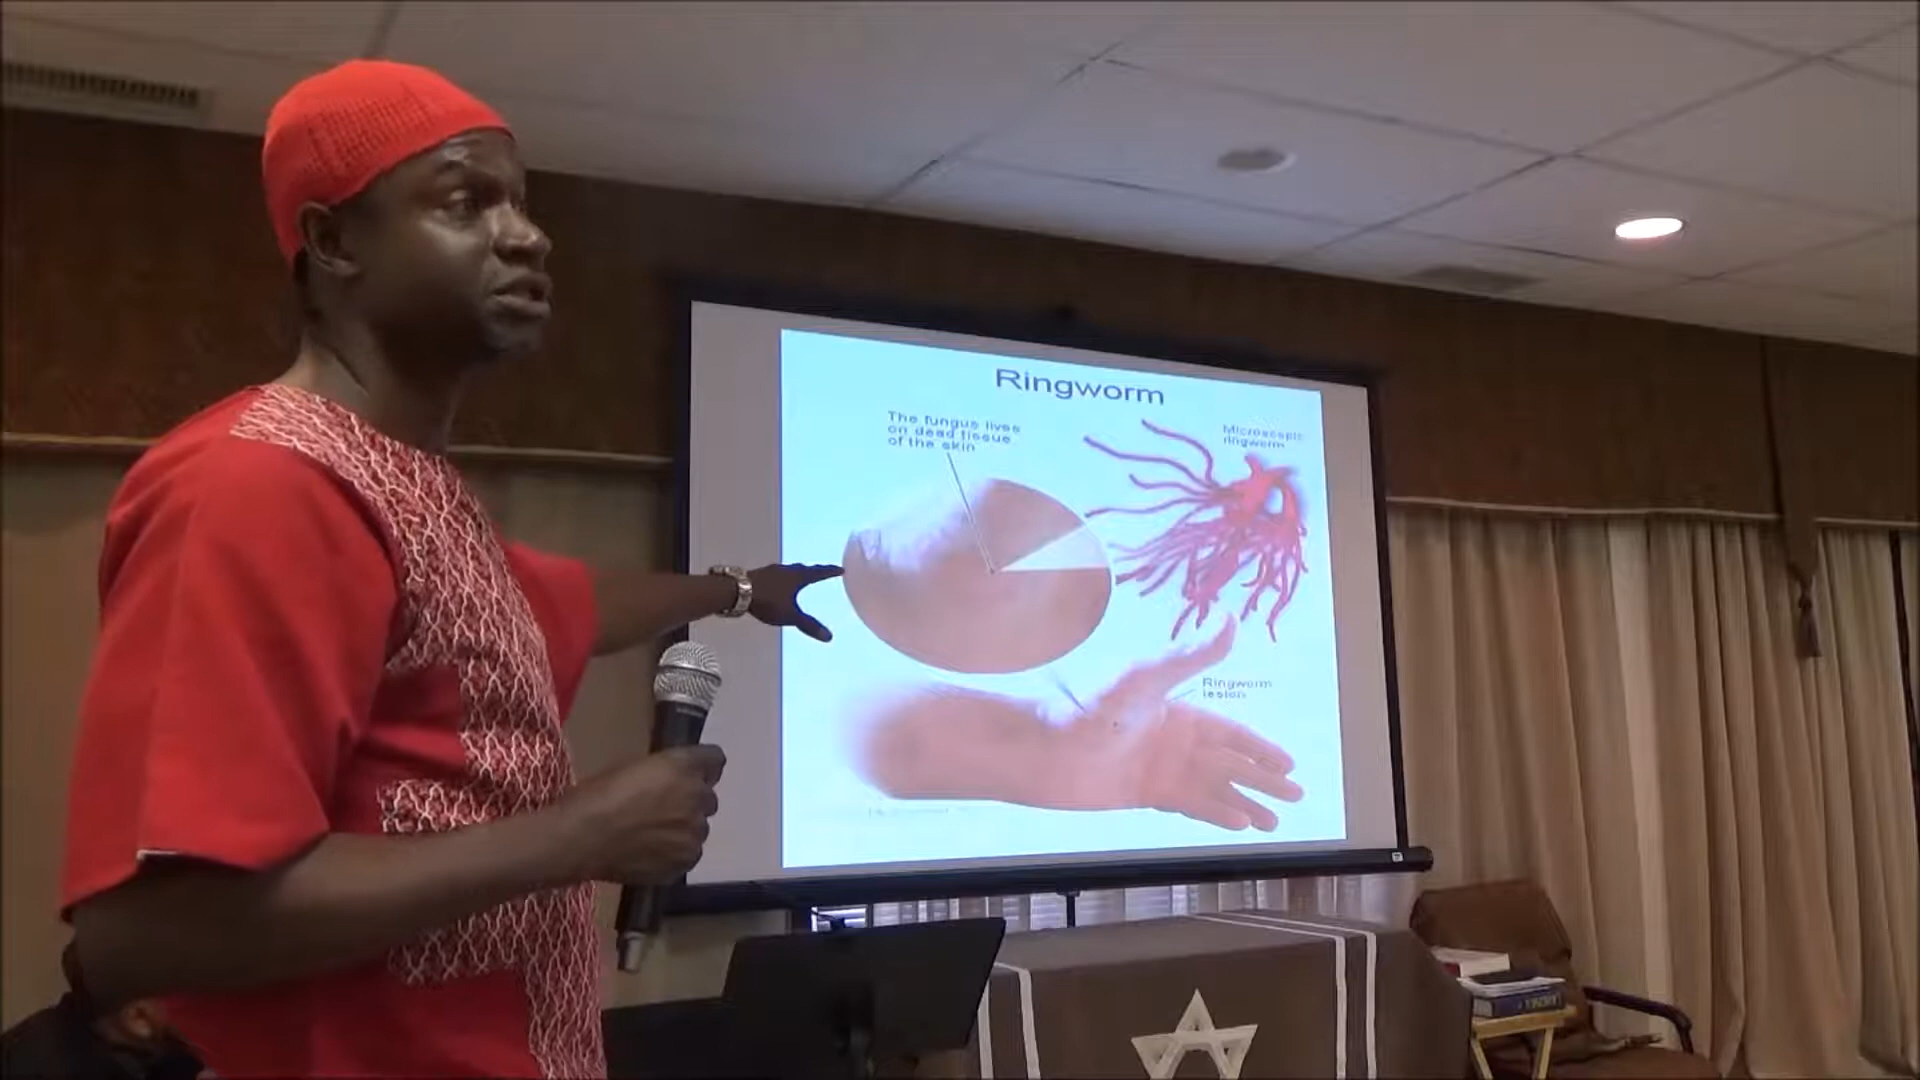 Ringworm
The fungus lives
on dead tissue
of the skin
Microscopic
ringworm
Ringworm
lesion